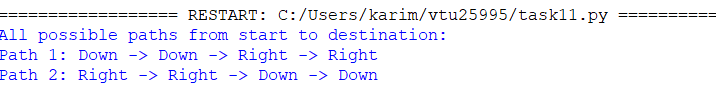 ================== RESTART: C:/Users/karim/vtu25995/task11.py ==========
All possible paths from start to destination:
Path 1: Down -> Down -> Right -> Right
Path 2: Right -> Right -> Down -> Down